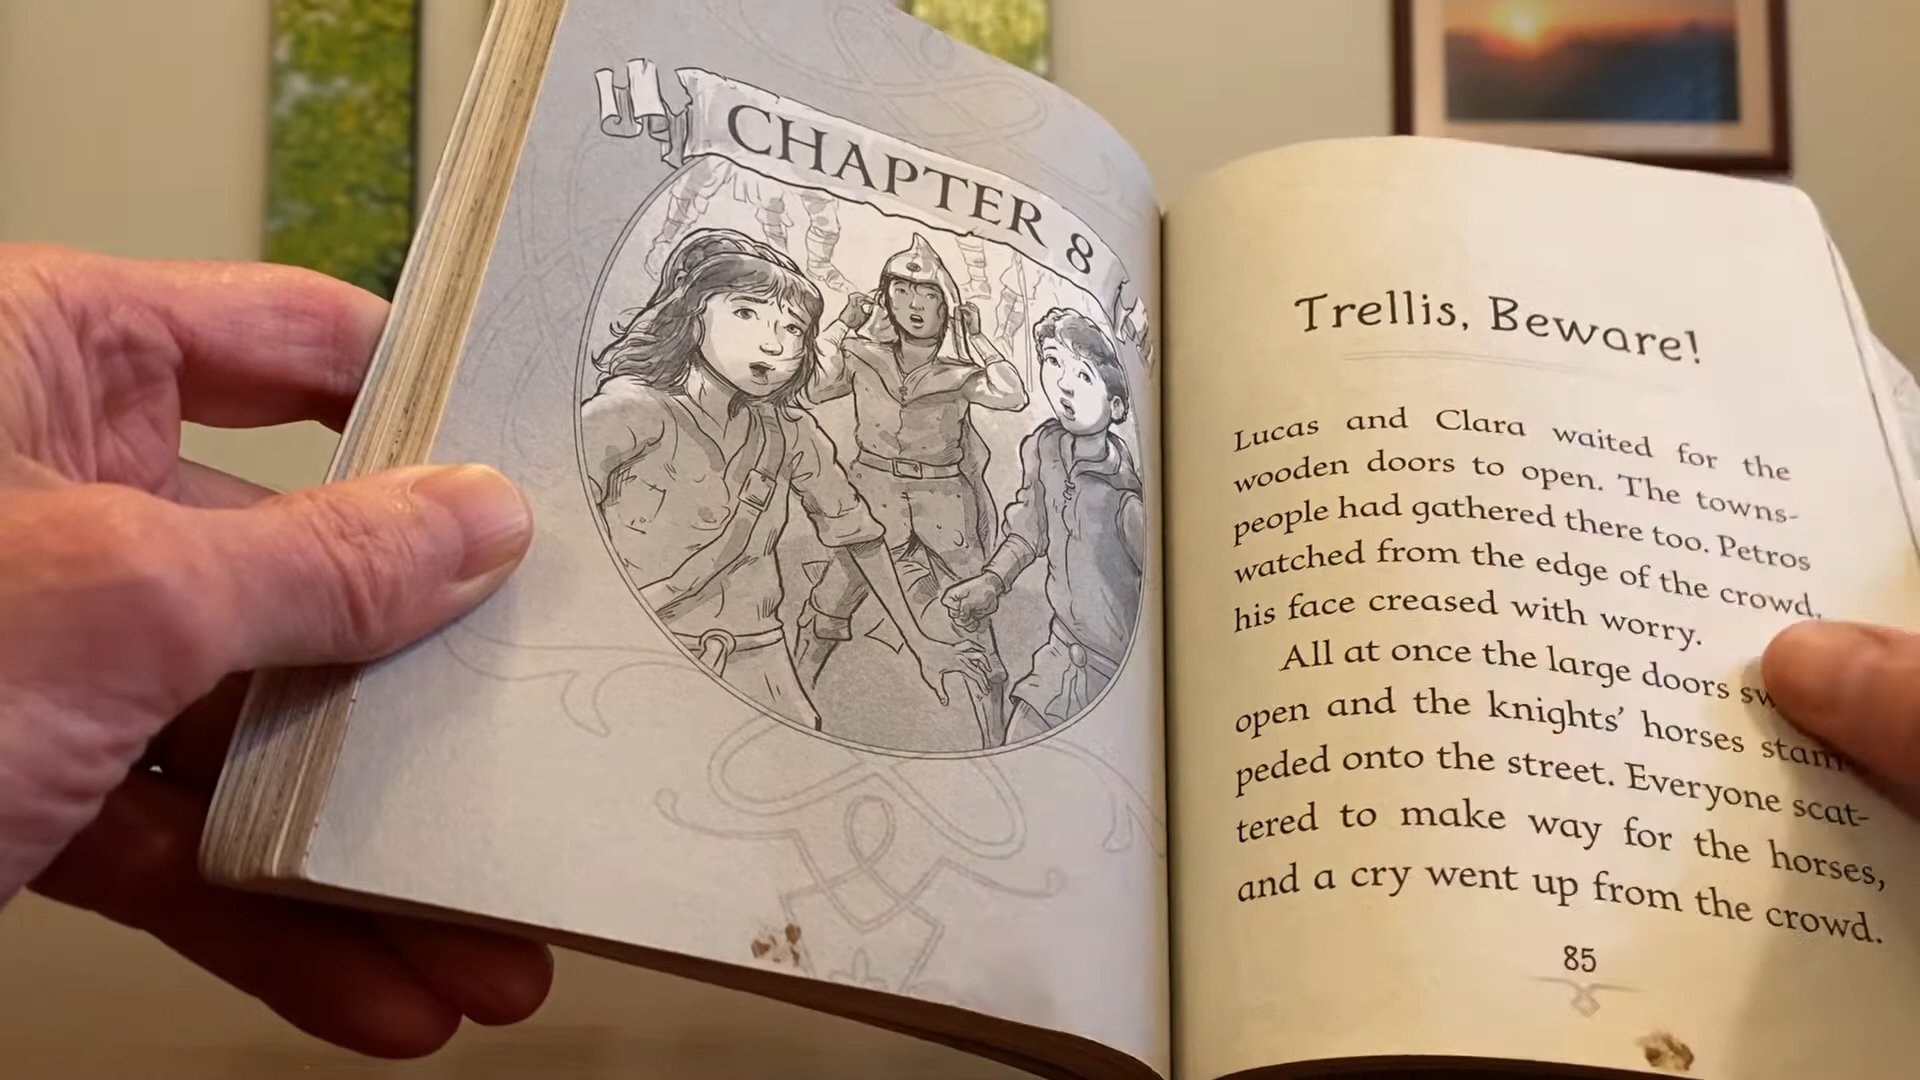 CHAPTER 8
Trellis, Beware!
Lucas and Clara waited for the
wooden doors to open. The towns-
people had gathered there too. Petros
watched from the edge of the crowd,
his face creased with worry.
All at once the large doors
open and the knights' horses stam-
peded onto the street. Everyone scat-
tered to make way for the horses,
and a cry went up from the crowd.
85